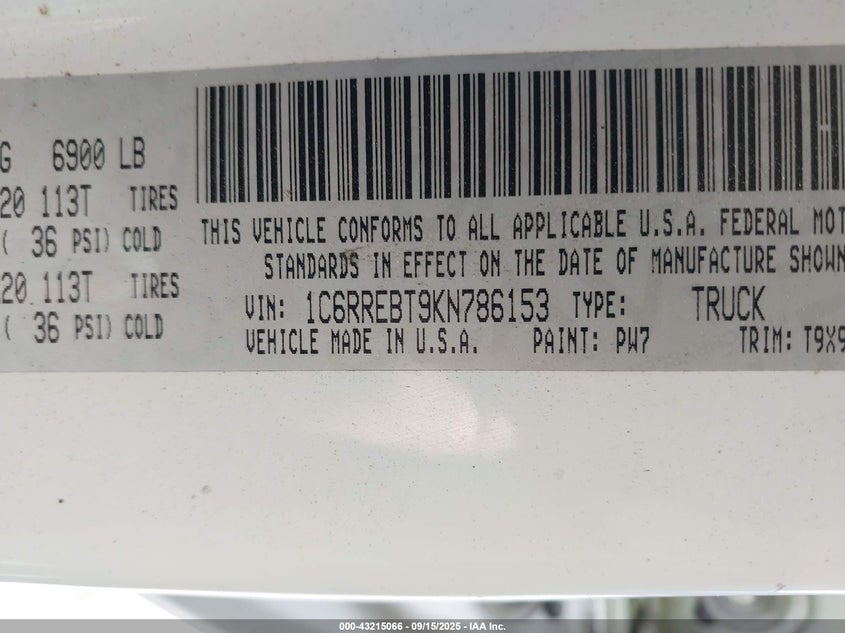 G 6900 LB
20 113T TIRES
( 36 PSI) COLD
20 113T TIRES
( 36 PSI) COLD
THIS VEHICLE CONFORMS TO ALL APPLICABLE U.S.A. FEDERAL MOT
STANDARDS IN EFFECT ON THE DATE OF MANUFACTURE SHOWN
VIN: 1C6RREBT9KN786153 TYPE: TRUCK
VEHICLE MADE IN U.S.A. PAINT: PW7 TRIM: T9X9
000-43215066 - 09/15/2025 - IAA Inc.